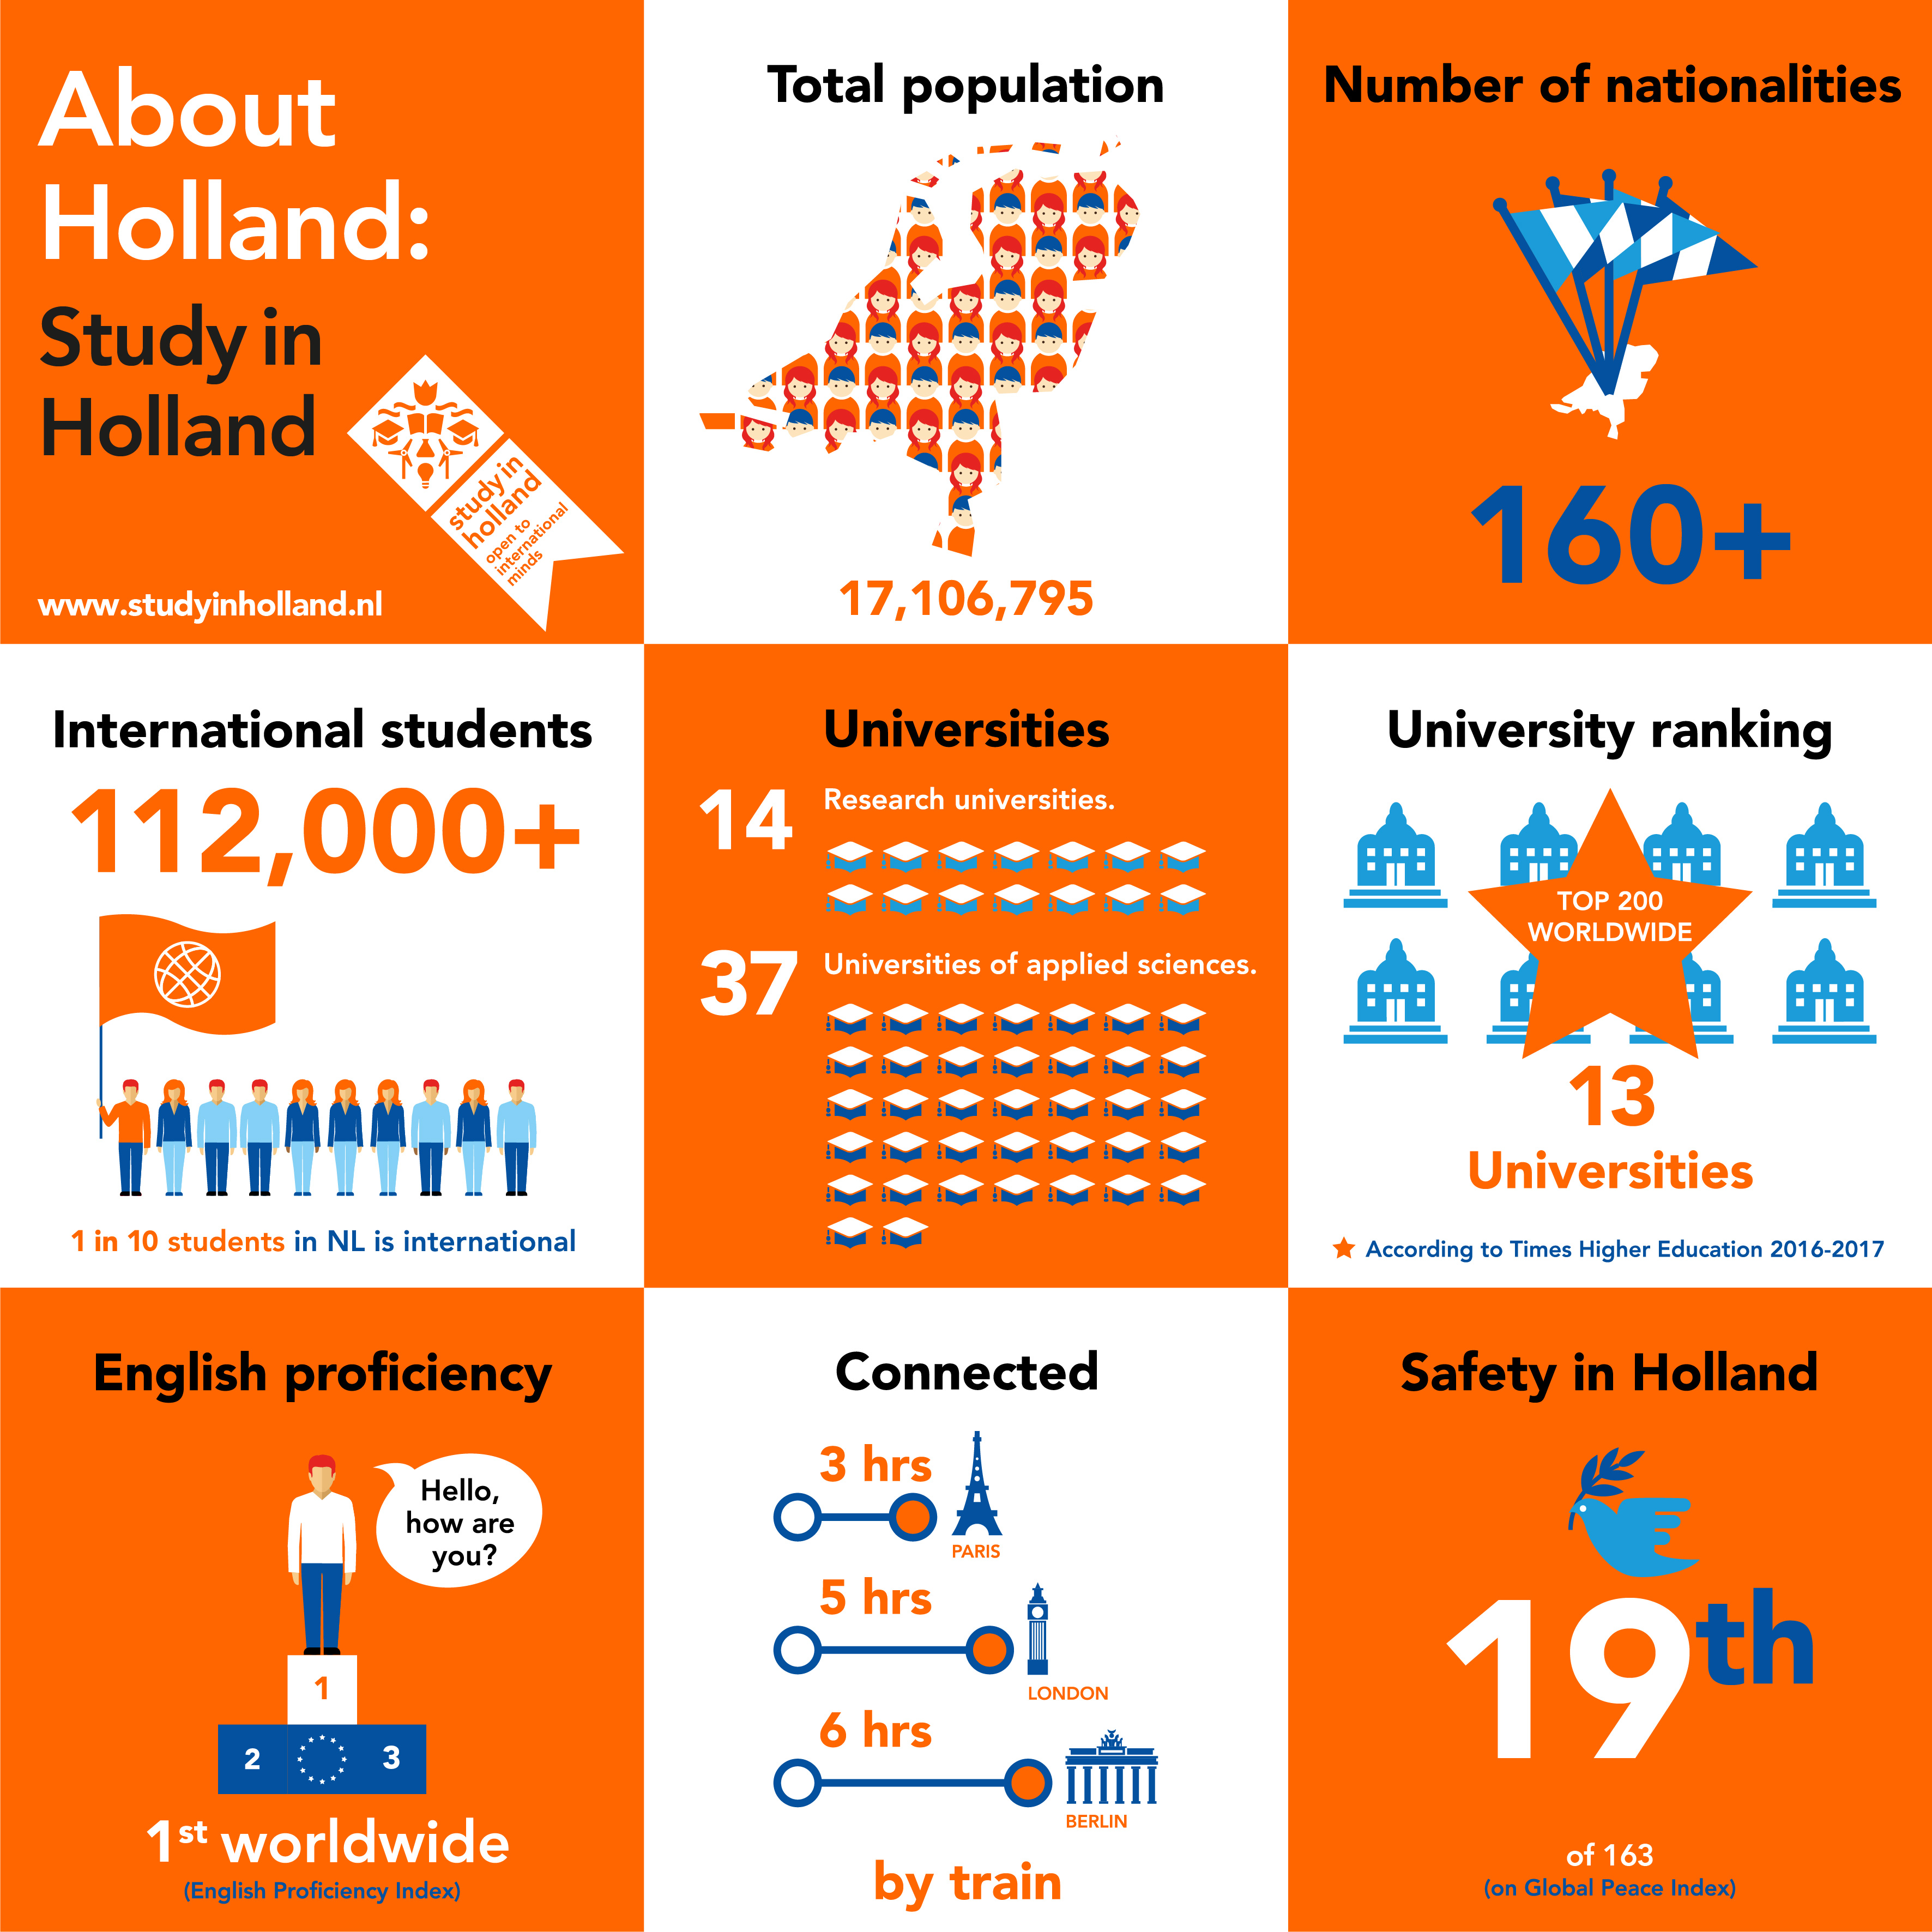 About
Holland:
Study in
Holland
study in
holland
open to
international
minds
www.studyinholland.nl
Total population
17,106,795
Number of nationalities
160+
International students
112,000+
1 in 10 students in NL is international
Universities
14
Research universities.
37
Universities of applied sciences.
University ranking
TOP 200
WORLDWIDE
13
Universities
According to Times Higher Education 2016-2017
English proficiency
Hello,
how are
you?
1
2
3
1st worldwide
(English Proficiency Index)
Connected
3 hrs
PARIS
5 hrs
LONDON
6 hrs
BERLIN
by train
Safety in Holland
19th
of 163
(on Global Peace Index)